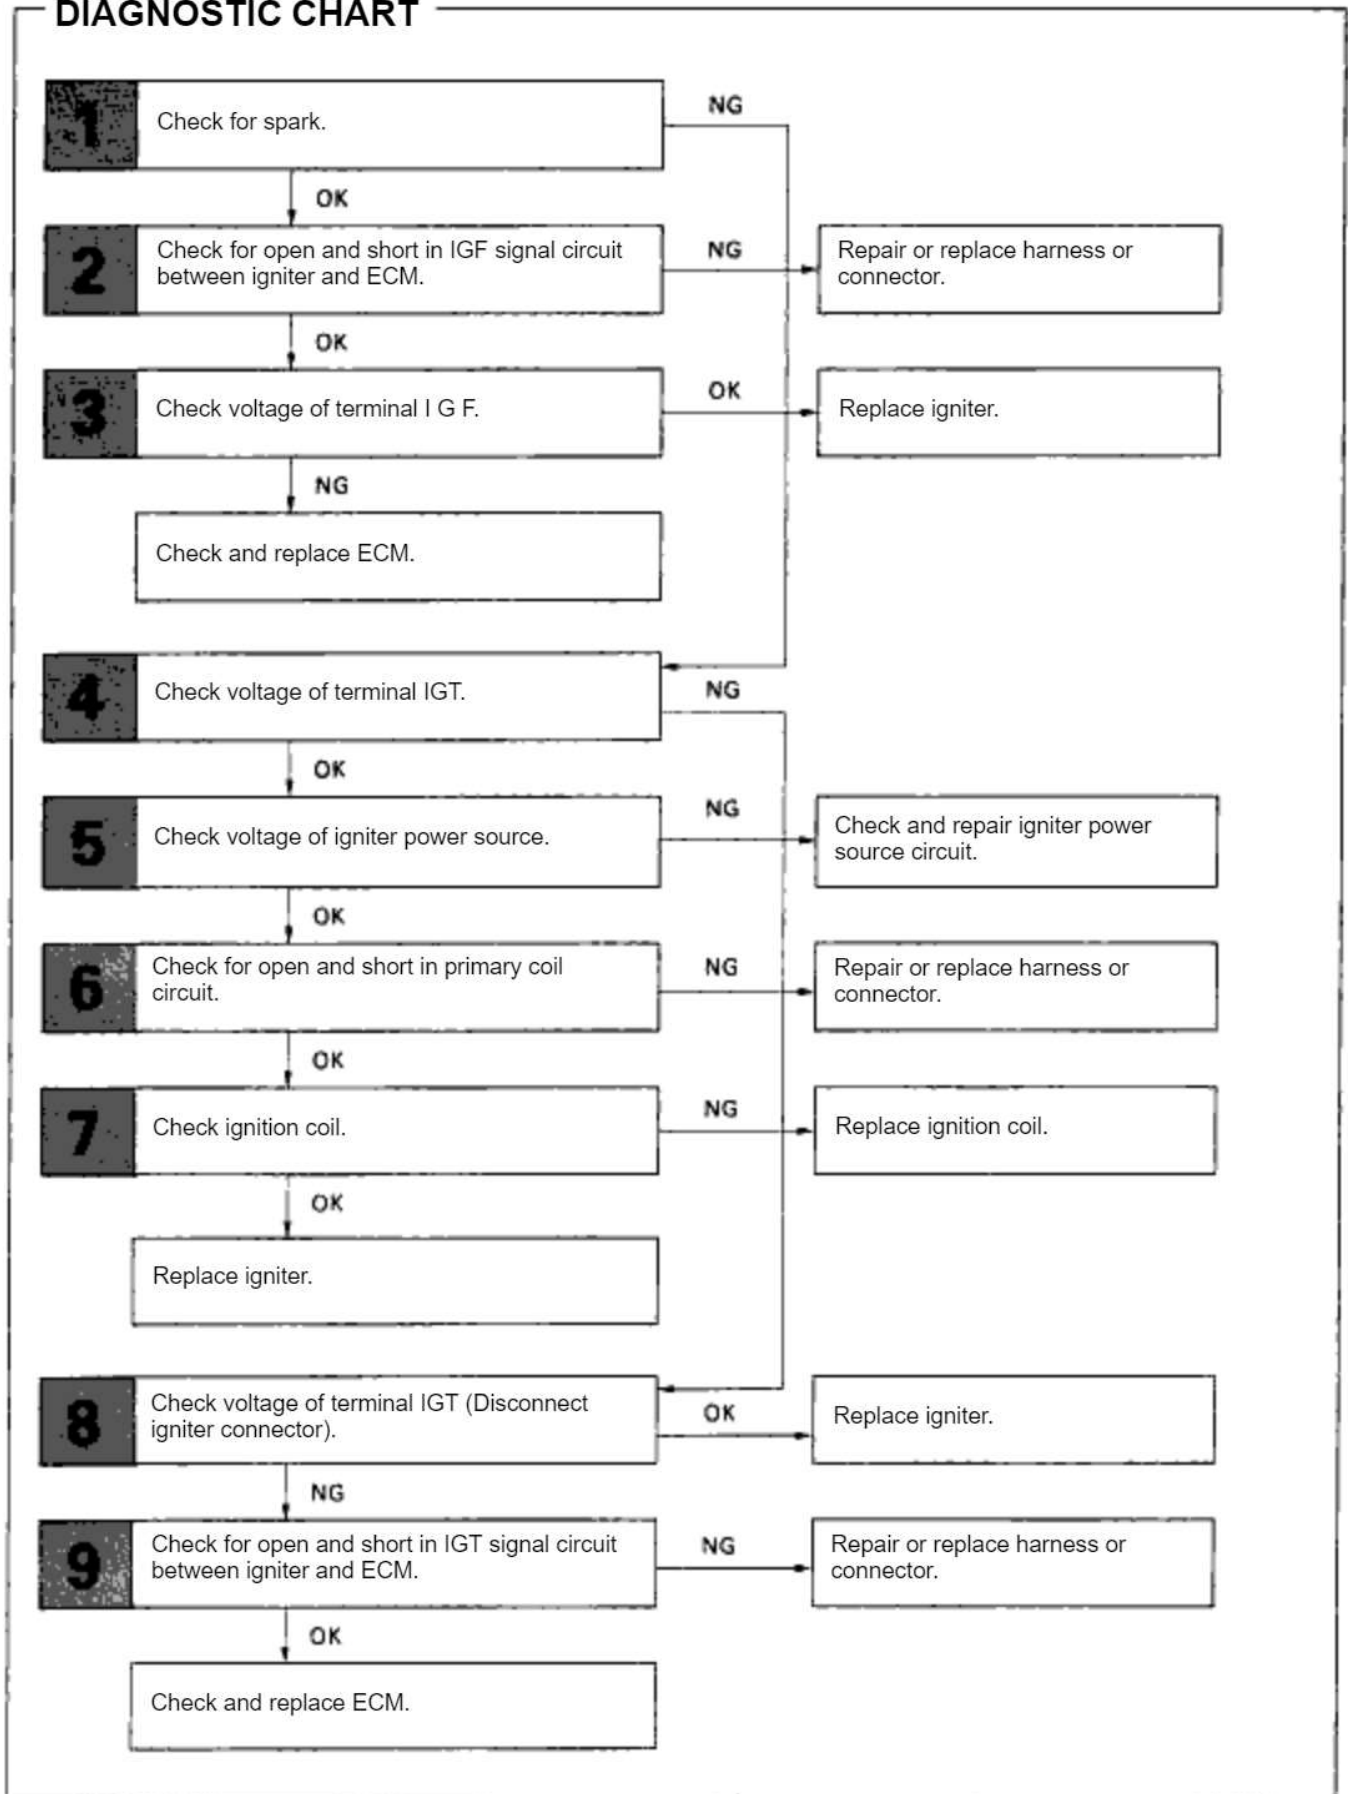 DIAGNOSTIC CHART
1
Check for spark.
NG
OK
2
Check for open and short in IGF signal circuit
between igniter and ECM.
NG
Repair or replace harness or
connector.
OK
3
Check voltage of terminal I G F.
OK
Replace igniter.
NG
Check and replace ECM.
4
Check voltage of terminal IGT.
NG
OK
5
Check voltage of igniter power source.
NG
Check and repair igniter power
source circuit.
OK
6
Check for open and short in primary coil
circuit.
NG
Repair or replace harness or
connector.
OK
7
Check ignition coil.
NG
Replace ignition coil.
OK
Replace igniter.
8
Check voltage of terminal IGT (Disconnect
igniter connector).
OK
Replace igniter.
NG
9
Check for open and short in IGT signal circuit
between igniter and ECM.
NG
Repair or replace harness or
connector.
OK
Check and replace ECM.